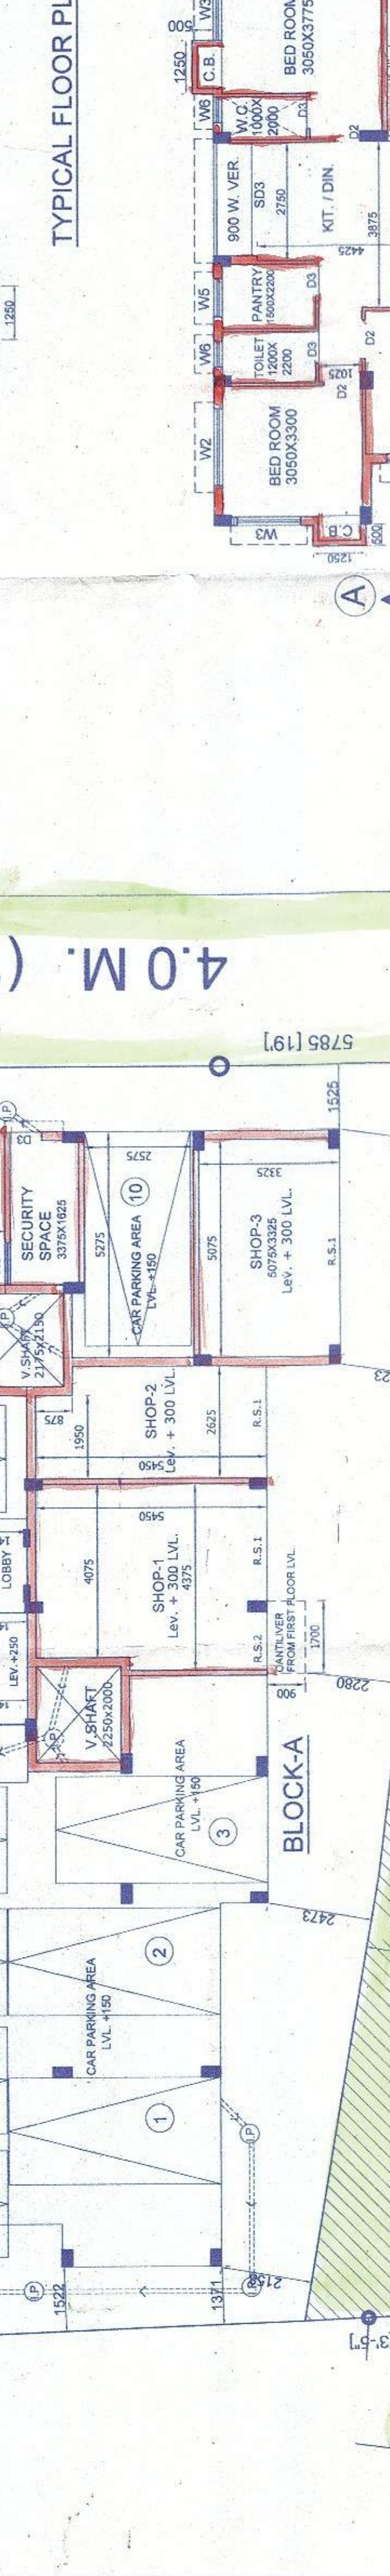 TYPICAL FLOOR PL
1250
500
1250
C.B.
W3
BED ROOM
3050X3775
W6
W.C.
1000X
2000
D3
D2
900 W. VER.
SD3
2750
KIT. / DIN.
3875
4425
W5
PANTRY
1500X2200
D3
W6
TOILET
1200X
2200
D3
1025
D2
D2
W2
BED ROOM
3050X3300
W3
C.B
1250
500
A
4.0 M. (
5785 [19']
1525
I.P
D3
SECURITY
SPACE
3375X1625
2575
5275
10
CAR PARKING AREA
LVL. +150
3325
5075
SHOP-3
5075X3325
Lev. + 300 LVL.
R.S.1
V.SHAFT
2175x2150
875
1950
SHOP-2
Lev. + 300 LVL.
5450
2625
R.S.1
5450
LOBBY
4075
SHOP-1
Lev. + 300 LVL.
4375
R.S.1
R.S.2
LEV.+250
CANTILIVER
FROM FIRST FLOOR LVL.
1700
900
2280
V.SHAFT
2250x2000
CAR PARKING AREA
LVL. +150
3
BLOCK-A
2473
2
CAR PARKING AREA
LVL. +150
1
I.P
I.P
1522
1371